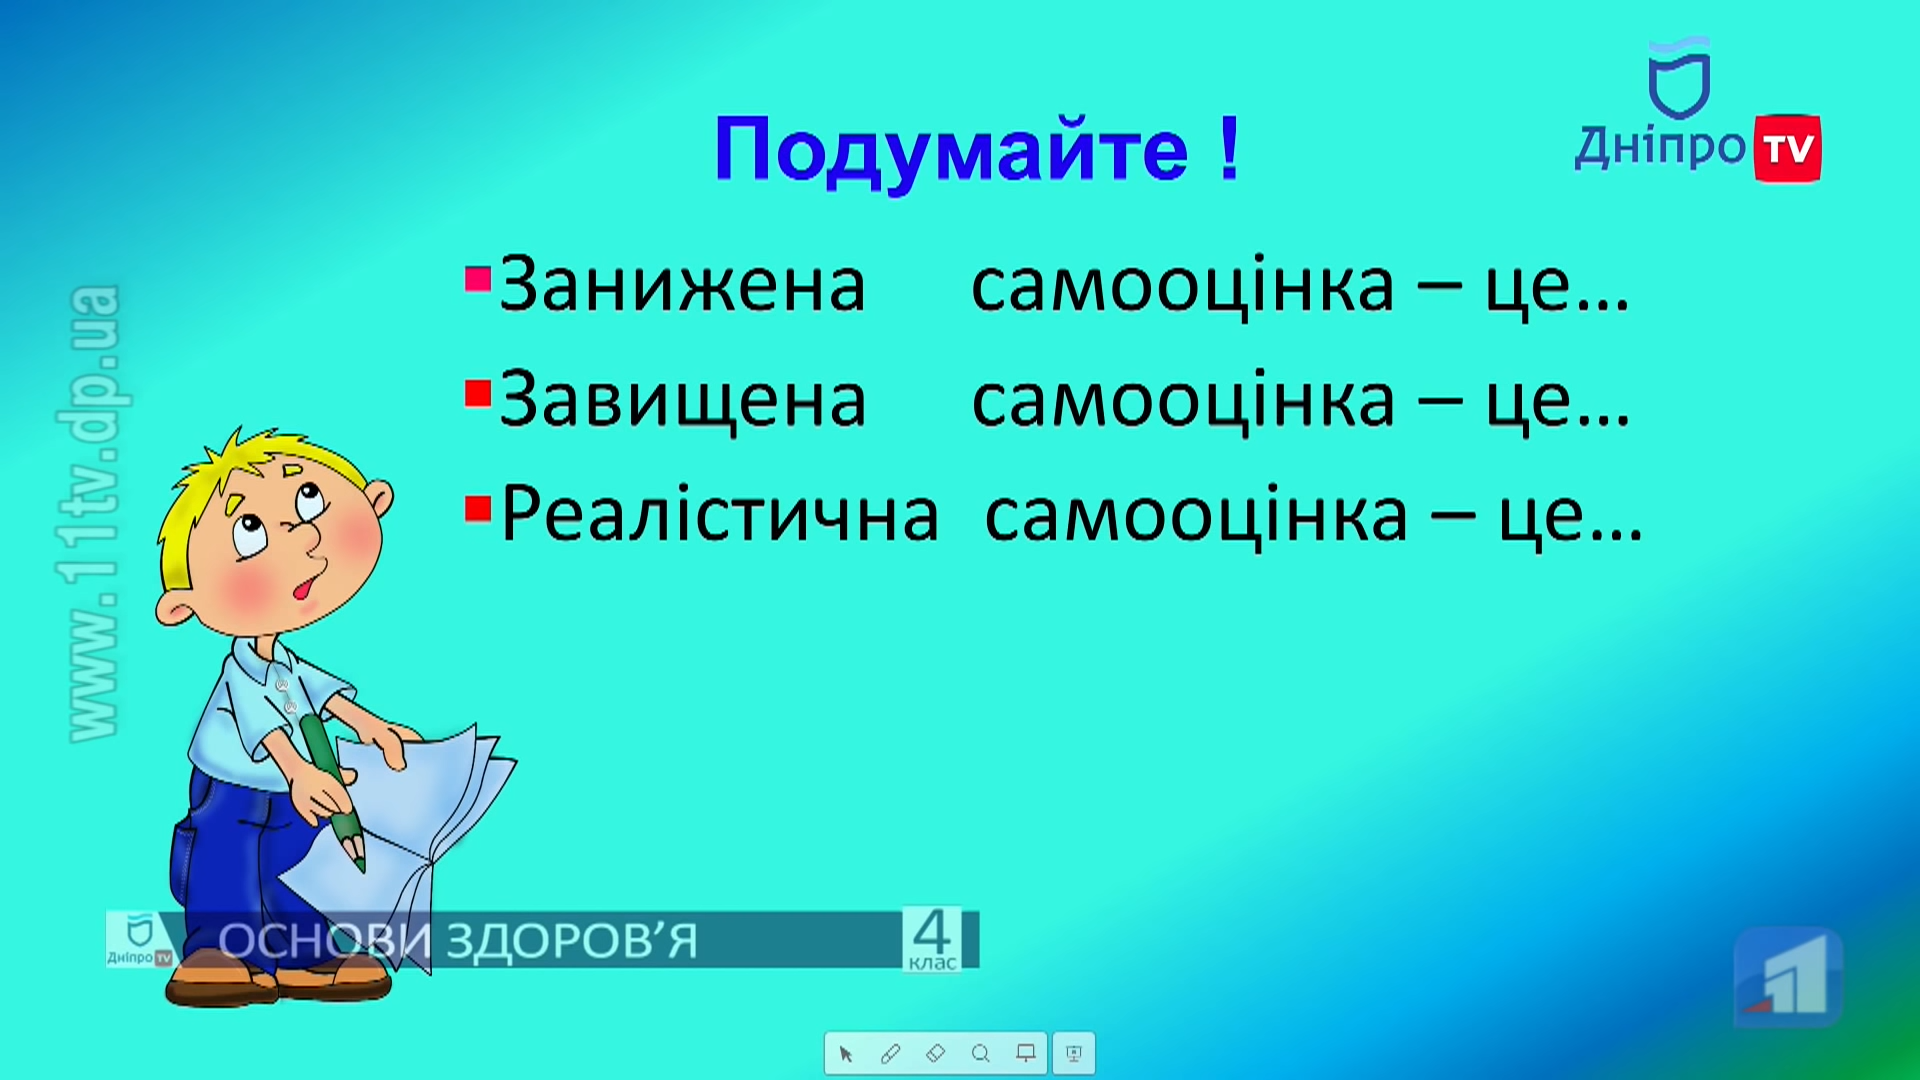 Подумайте !
Дніпро TV
Занижена самооцінка – це...
Завищена самооцінка – це...
Реалістична самооцінка – це...
www.11tv.dp.ua
ОСНОВИ ЗДОРОВ’Я
4
клас
Дніпро TV
11